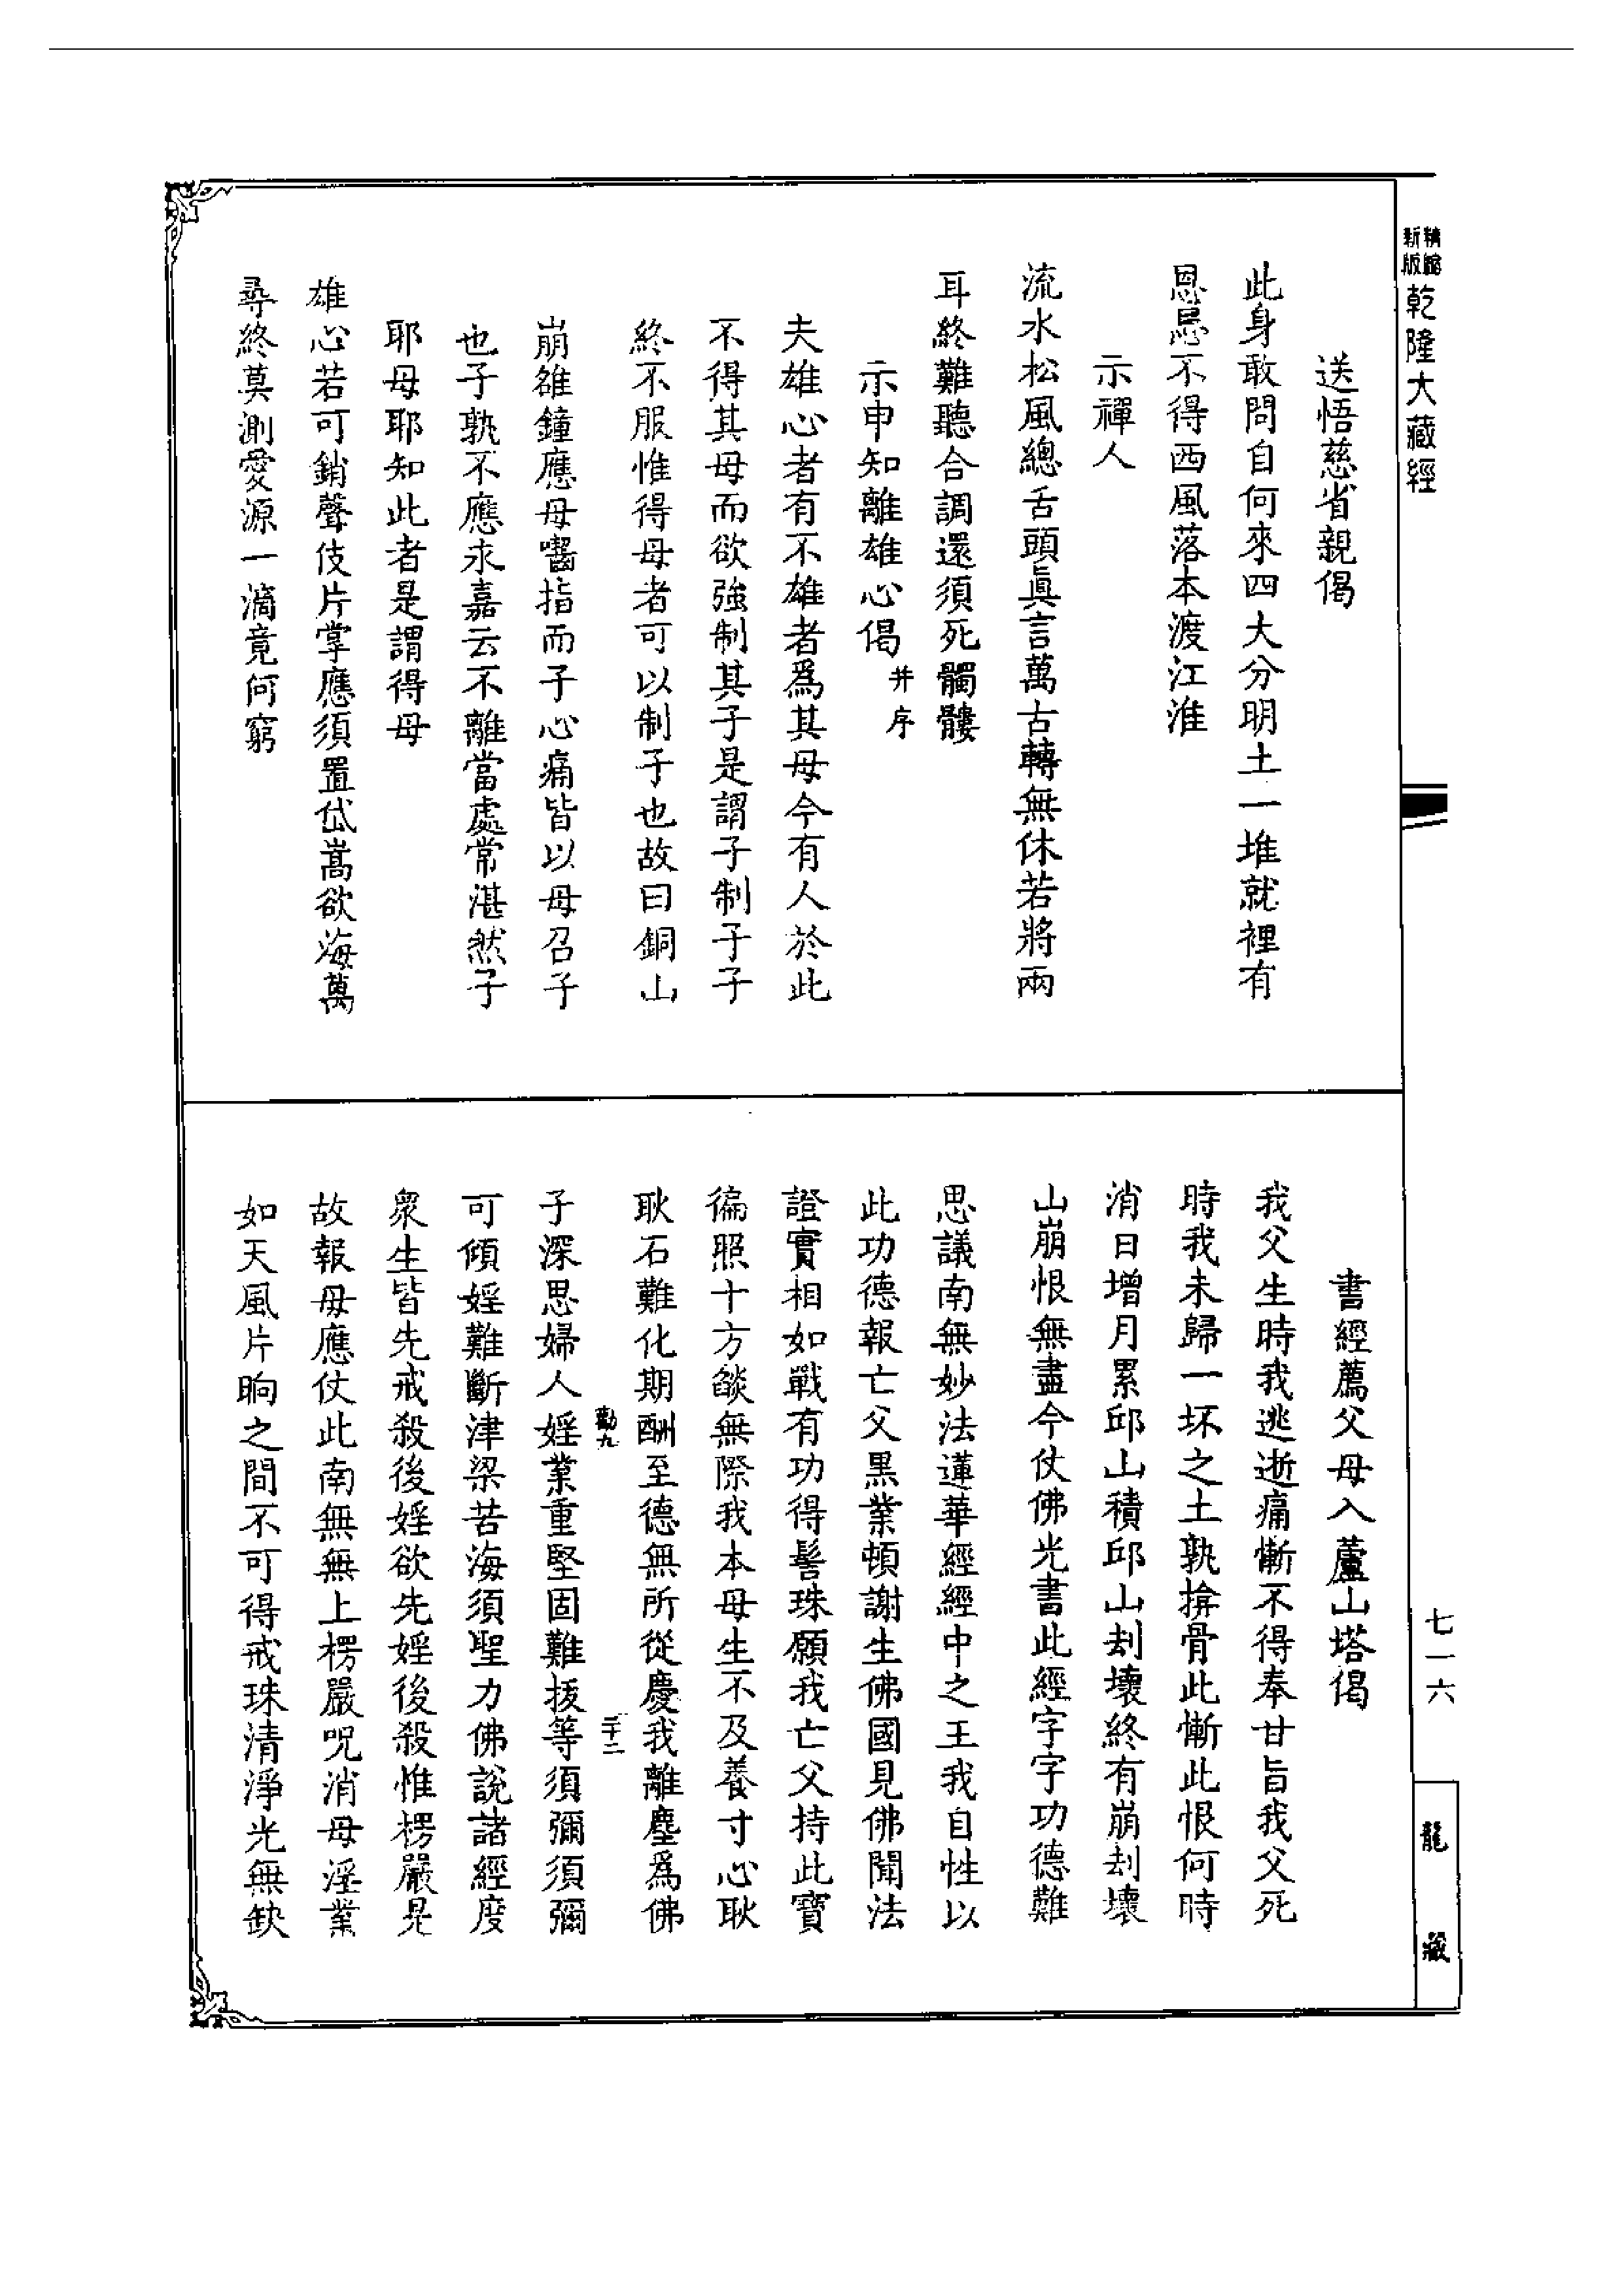 精縮新版乾隆大藏經
送悟慈省親偈
此身敢問自何來四大分明土一堆就裡有
恩忌不得西風落本渡江淮
示禪人
流水松風總舌頭眞言萬古轉無休若將兩
耳終難聽合調還須死髑髏
示申知離雄心偈并序
夫雄心者有不雄者爲其母今有人於此
不得其母而欲強制其子是謂子制子子
終不服惟得母者可以制子也故曰銅山
崩雒鐘應母嚙指而子心痛皆以母召子
也子孰不應永嘉云不離當處常湛然子
耶母耶知此者是謂得母
雄心若可銷聲伎片掌應須置岱嵩欲海萬
尋終莫測愛源一滴竟何窮
書經薦父母入蘆山塔偈
我父生時我逃逝痛慚不得奉甘旨我父死
時我未歸一坏之土孰揜骨此慚此恨何時
消日增月累邱山積邱山刦壞終有崩刦壞
山崩恨無盡今仗佛光書此經字字功德難
思議南無妙法蓮華經經中之王我自性以
此功德報亡父黑業頓謝生佛國見佛聞法
證實相如戰有功得髻珠願我亡父持此寶
徧照十方燄無際我本母生不及養寸心耿
耿石難化期酬至德無所從慶我離塵爲佛
勤九 二十二
子深思婦人婬業重堅固難拔等須彌須彌
可傾婬難斷津梁苦海須聖力佛說諸經度
衆生皆先戒殺後婬欲先婬後殺惟楞嚴是
故報母應仗此南無無上楞嚴呪消母淫業
如天風片晌之間不可得戒珠清淨光無缺
七一六
龍藏